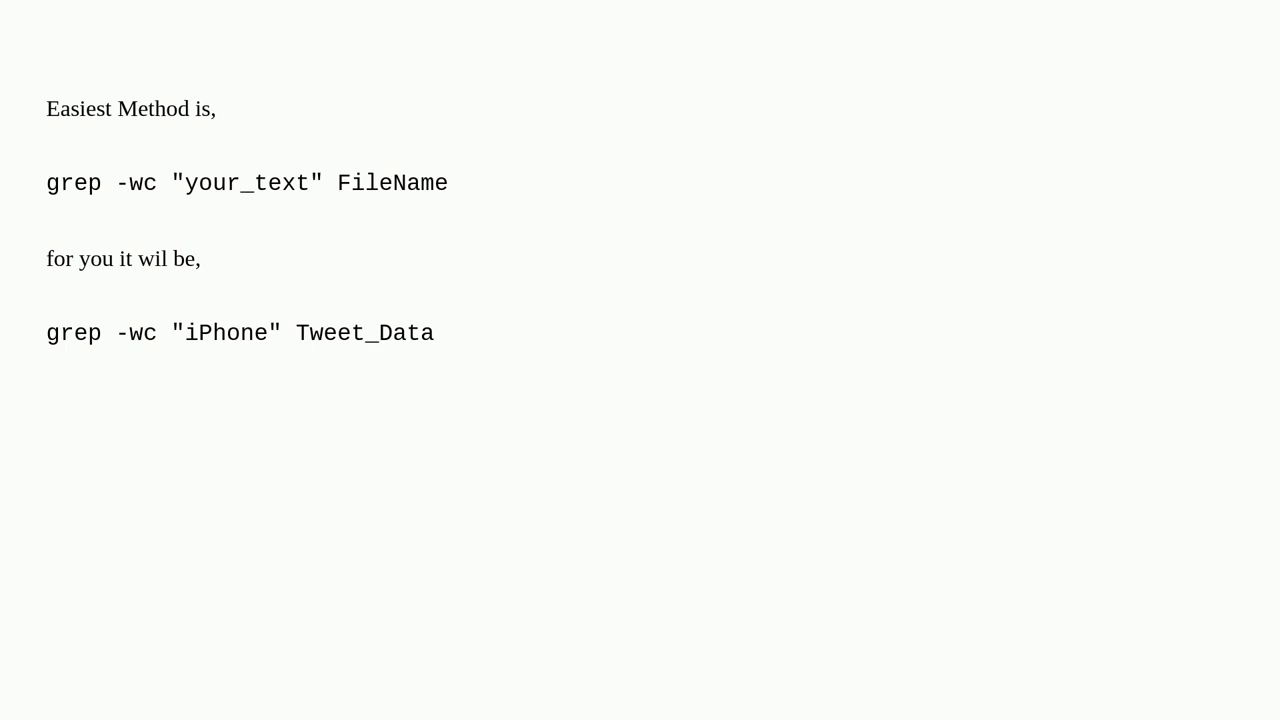 Easiest Method is,
grep -wc "your_text" FileName
for you it wil be,
grep -wc "iPhone" Tweet_Data